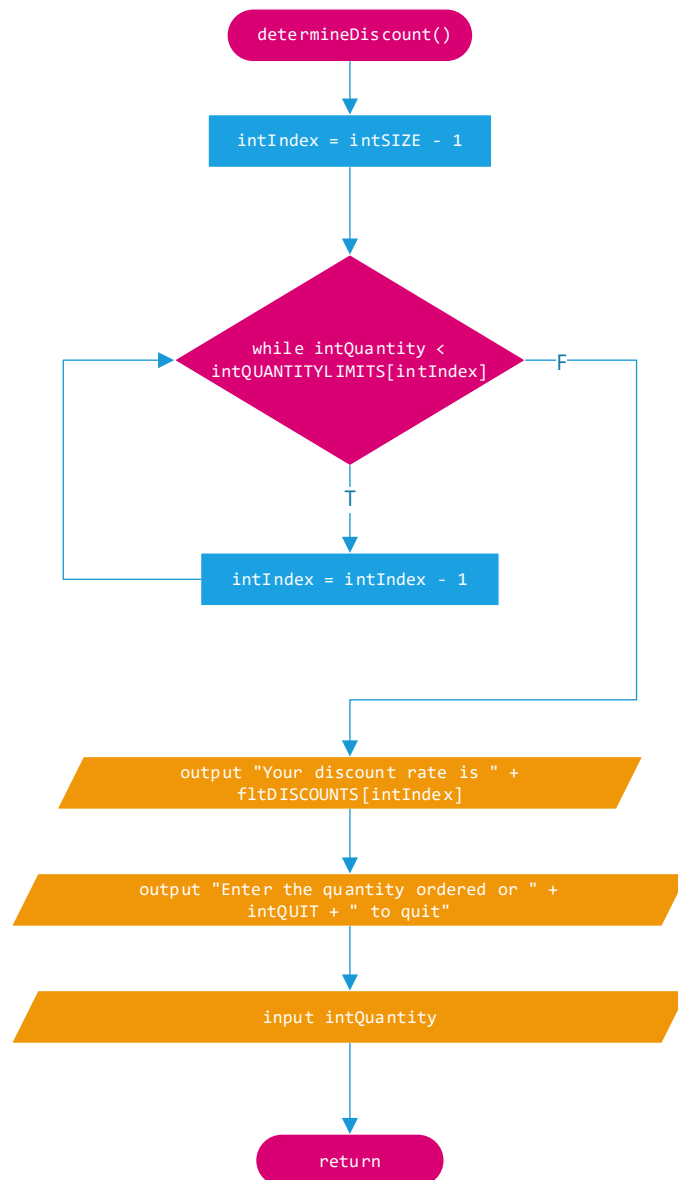 determineDiscount()
intIndex = intSIZE - 1
while intQuantity <
intQUANTITYLIMITS[intIndex]
F
T
intIndex = intIndex - 1
output "Your discount rate is " +
fltDISCOUNTS[intIndex]
output "Enter the quantity ordered or " +
intQUIT + " to quit"
input intQuantity
return